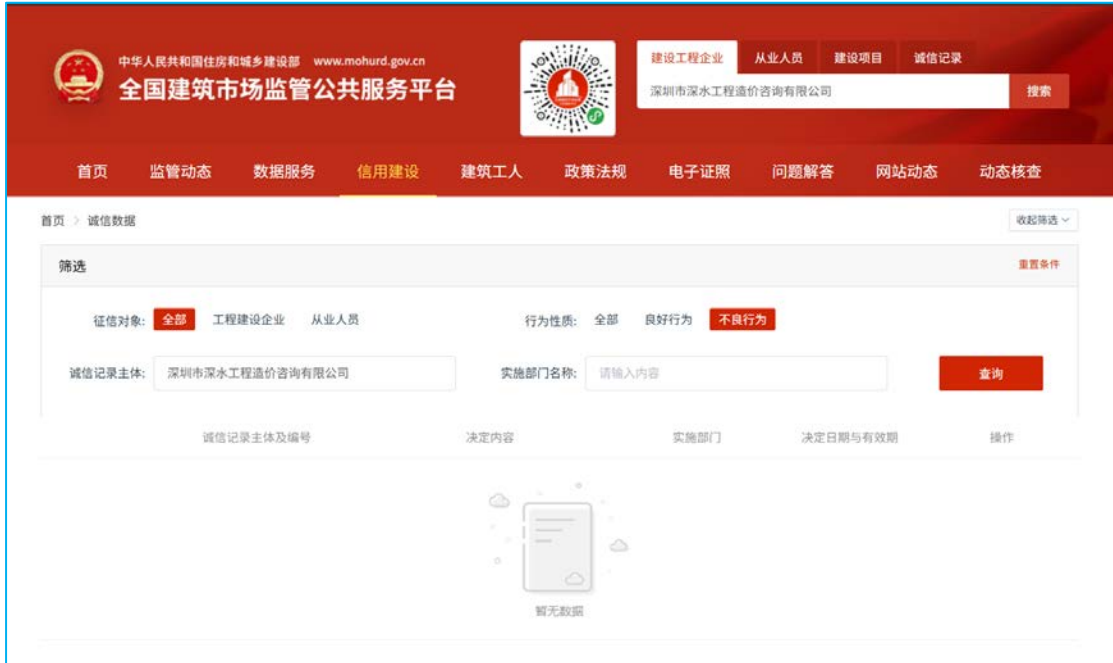 中华人民共和国住房和城乡建设部 www.mohurd.gov.cn
全国建筑市场监管公共服务平台
建设工程企业 从业人员 建设项目 诚信记录
深圳市深水工程造价咨询有限公司 搜索
首页 监管动态 数据服务 信用建设 建筑工人 政策法规 电子证照 问题解答 网站动态 动态核查
首页 > 诚信数据 收起筛选
筛选 重置条件
征信对象: 全部 工程建设企业 从业人员 行为性质: 全部 良好行为 不良行为
诚信记录主体: 深圳市深水工程造价咨询有限公司 实施部门名称: 请输入内容 查询
诚信记录主体及编号 决定内容 实施部门 决定日期与有效期 操作
暂无数据